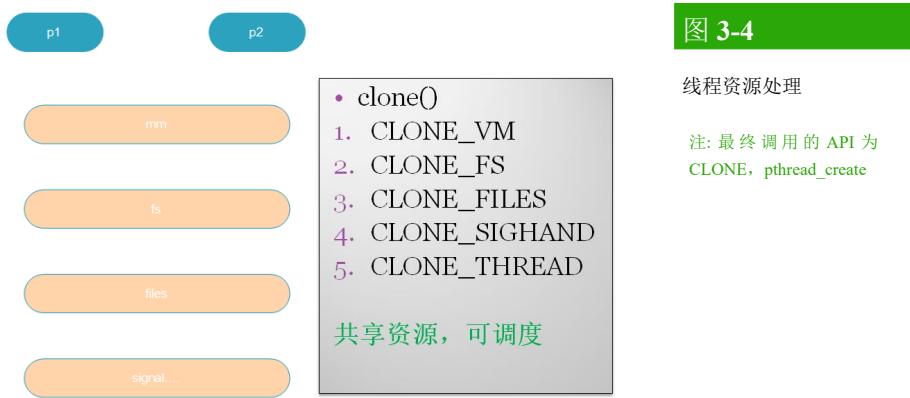 p1
p2
mm
fs
files
signal....
• clone()
1. CLONE_VM
2. CLONE_FS
3. CLONE_FILES
4. CLONE_SIGHAND
5. CLONE_THREAD
共享资源，可调度
图 3-4
线程资源处理
注: 最终调用的 API 为
CLONE，pthread_create